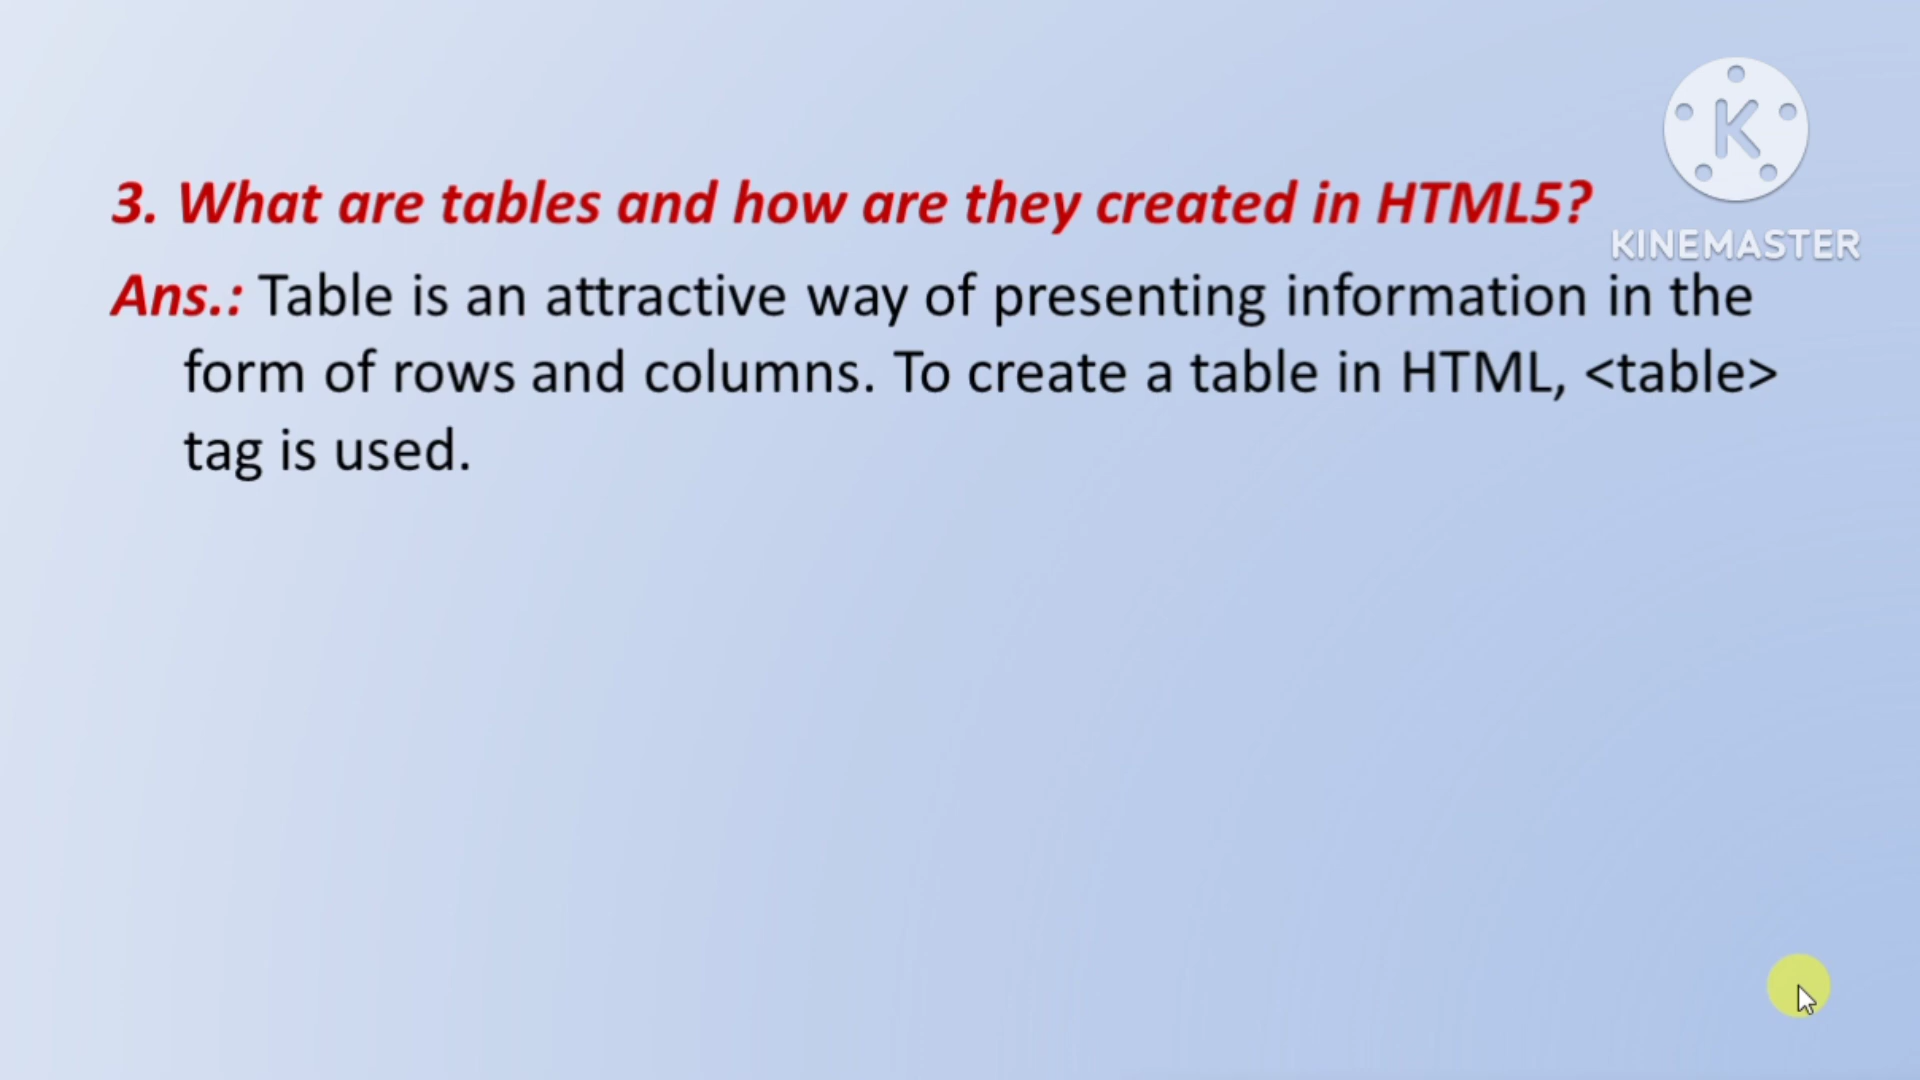 3. What are tables and how are they created in HTML5?
Ans.: Table is an attractive way of presenting information in the
form of rows and columns. To create a table in HTML, <table>
tag is used.
K
KINEMASTER